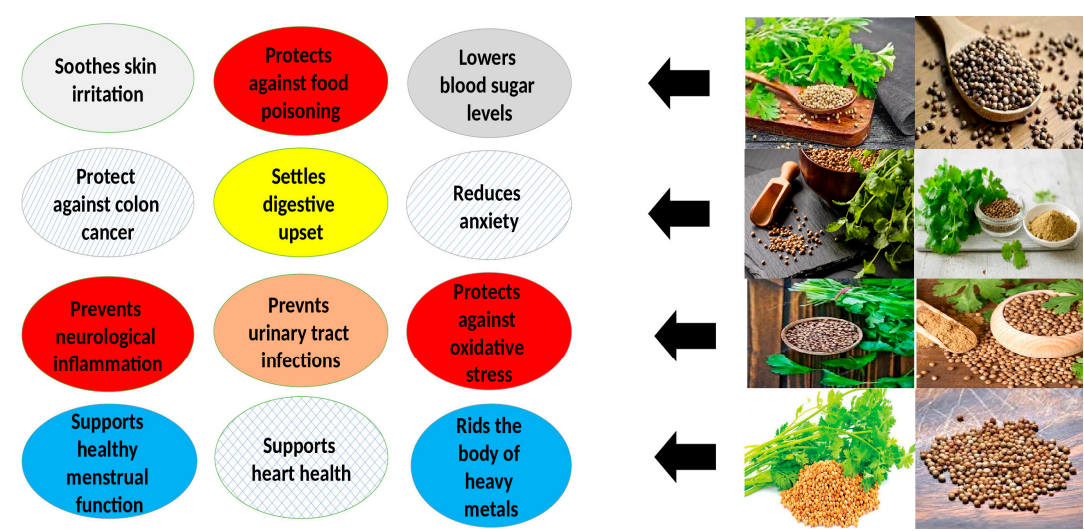 Soothes skin
irritation
Protects
against food
poisoning
Lowers
blood sugar
levels
Protect
against colon
cancer
Settles
digestive
upset
Reduces
anxiety
Prevents
neurological
inflammation
Prevnts
urinary tract
infections
Protects
against
oxidative
stress
Supports
healthy
menstrual
function
Supports
heart health
Rids the
body of
heavy
metals